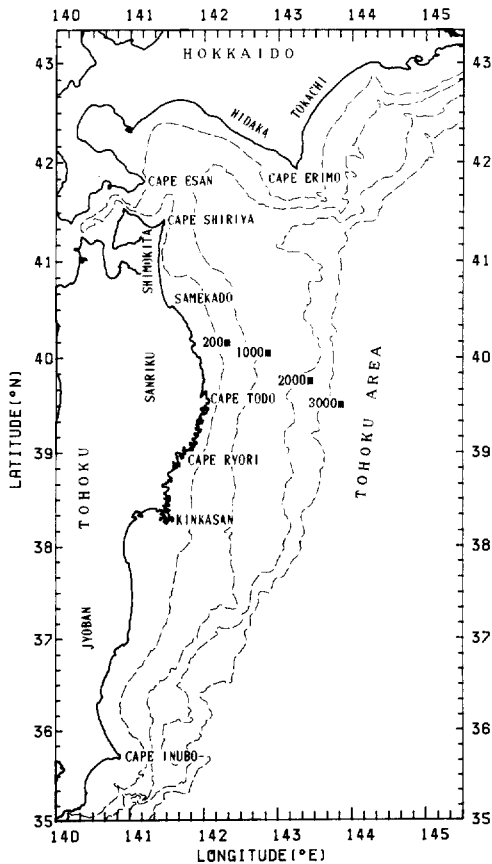 140 141 142 143 144 145
43 HOKKAIDO 43
TOKACHI
HIDAKA
42 CAPE ESAN CAPE ERIMO 42
CAPE SHIRIYA
41 SHIMOKITA 41
SAMEKADO
200m
1000m
40 40
SANRIKU
2000m
CAPE TODO
3000m
TOHOKU AREA
39 CAPE RYORI 39
LATITUDE(°N)
TOHOKU
KINKASAN
38 38
JYOBAN
37 37
36 36
CAPE INUBO
35 35
140 141 142 143 144 145
LONGITUDE(°E)